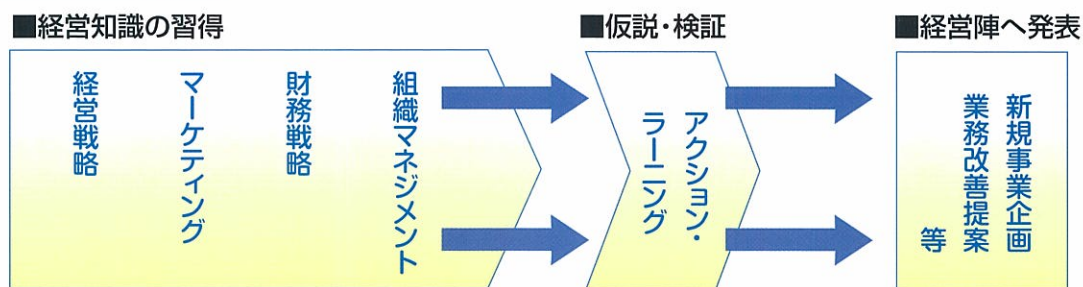 ■経営知識の習得
経営戦略
マーケティング
財務戦略
組織マネジメント
■仮説・検証
アクション・
ラーニング
■経営陣へ発表
新規事業企画
業務改善提案
等